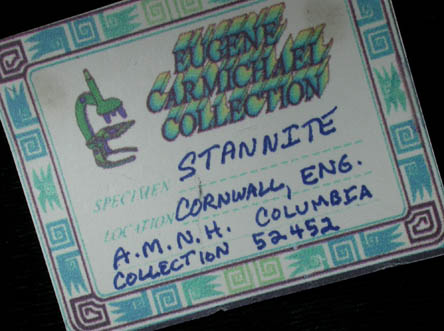 EUGENE
CARMICHAEL
COLLECTION
SPECIMEN STANNITE
LOCATION CORNWALL, ENG.
A.M.N.H. COLUMBIA
COLLECTION 52452